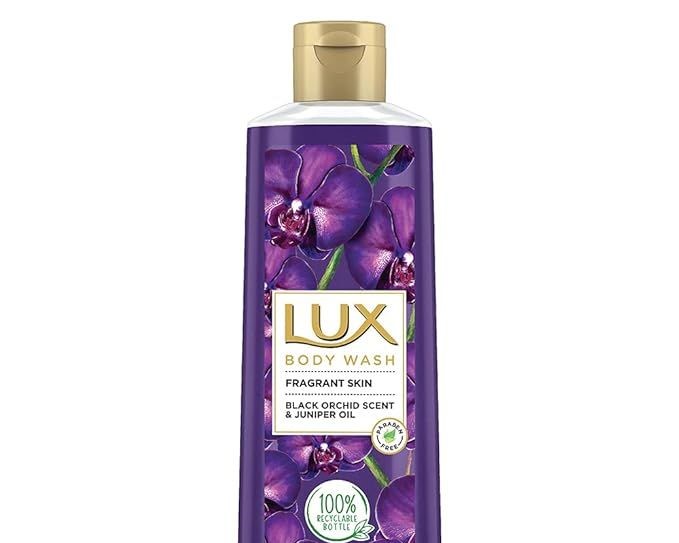 LUX
BODY WASH
FRAGRANT SKIN
BLACK ORCHID SCENT
& JUNIPER OIL
PARABEN
FREE
100%
RECYCLABLE
BOTTLE